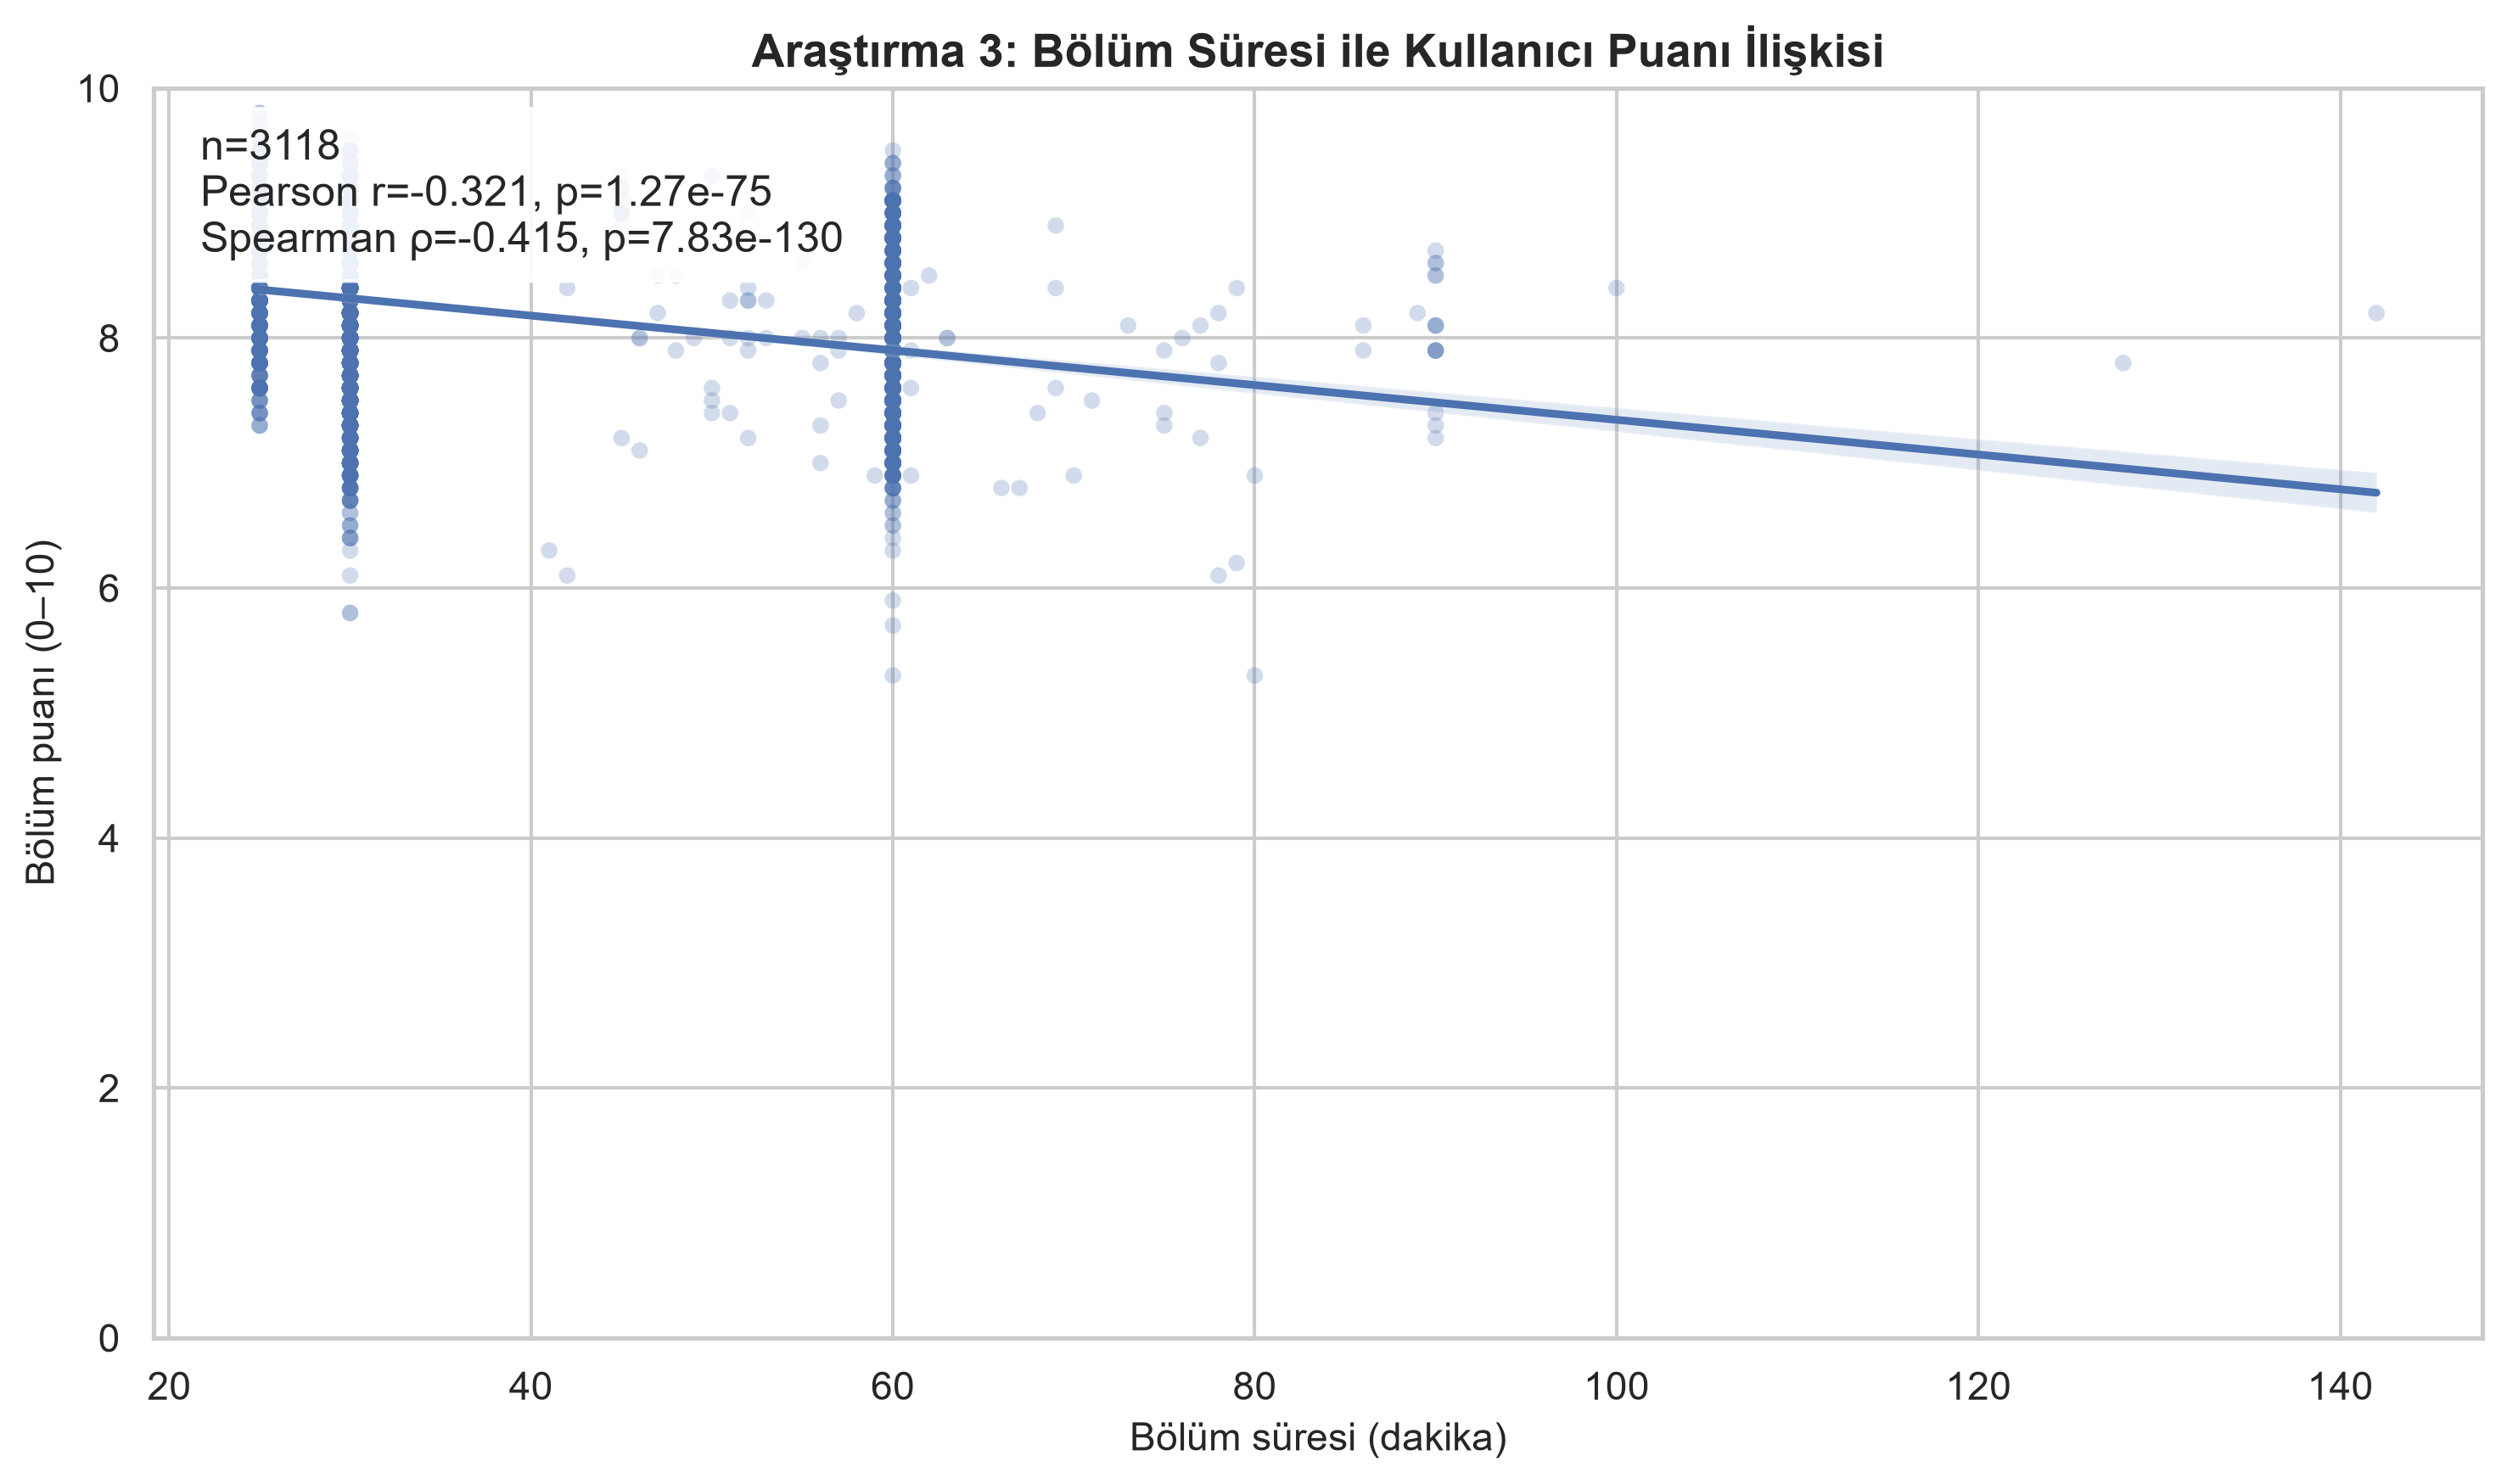 Araştırma 3: Bölüm Süresi ile Kullanıcı Puanı İlişkisi
n=3118
Pearson r=-0.321, p=1.27e-75
Spearman ρ=-0.415, p=7.83e-130
Bölüm puanı (0–10)
10
8
6
4
2
0
20 40 60 80 100 120 140
Bölüm süresi (dakika)